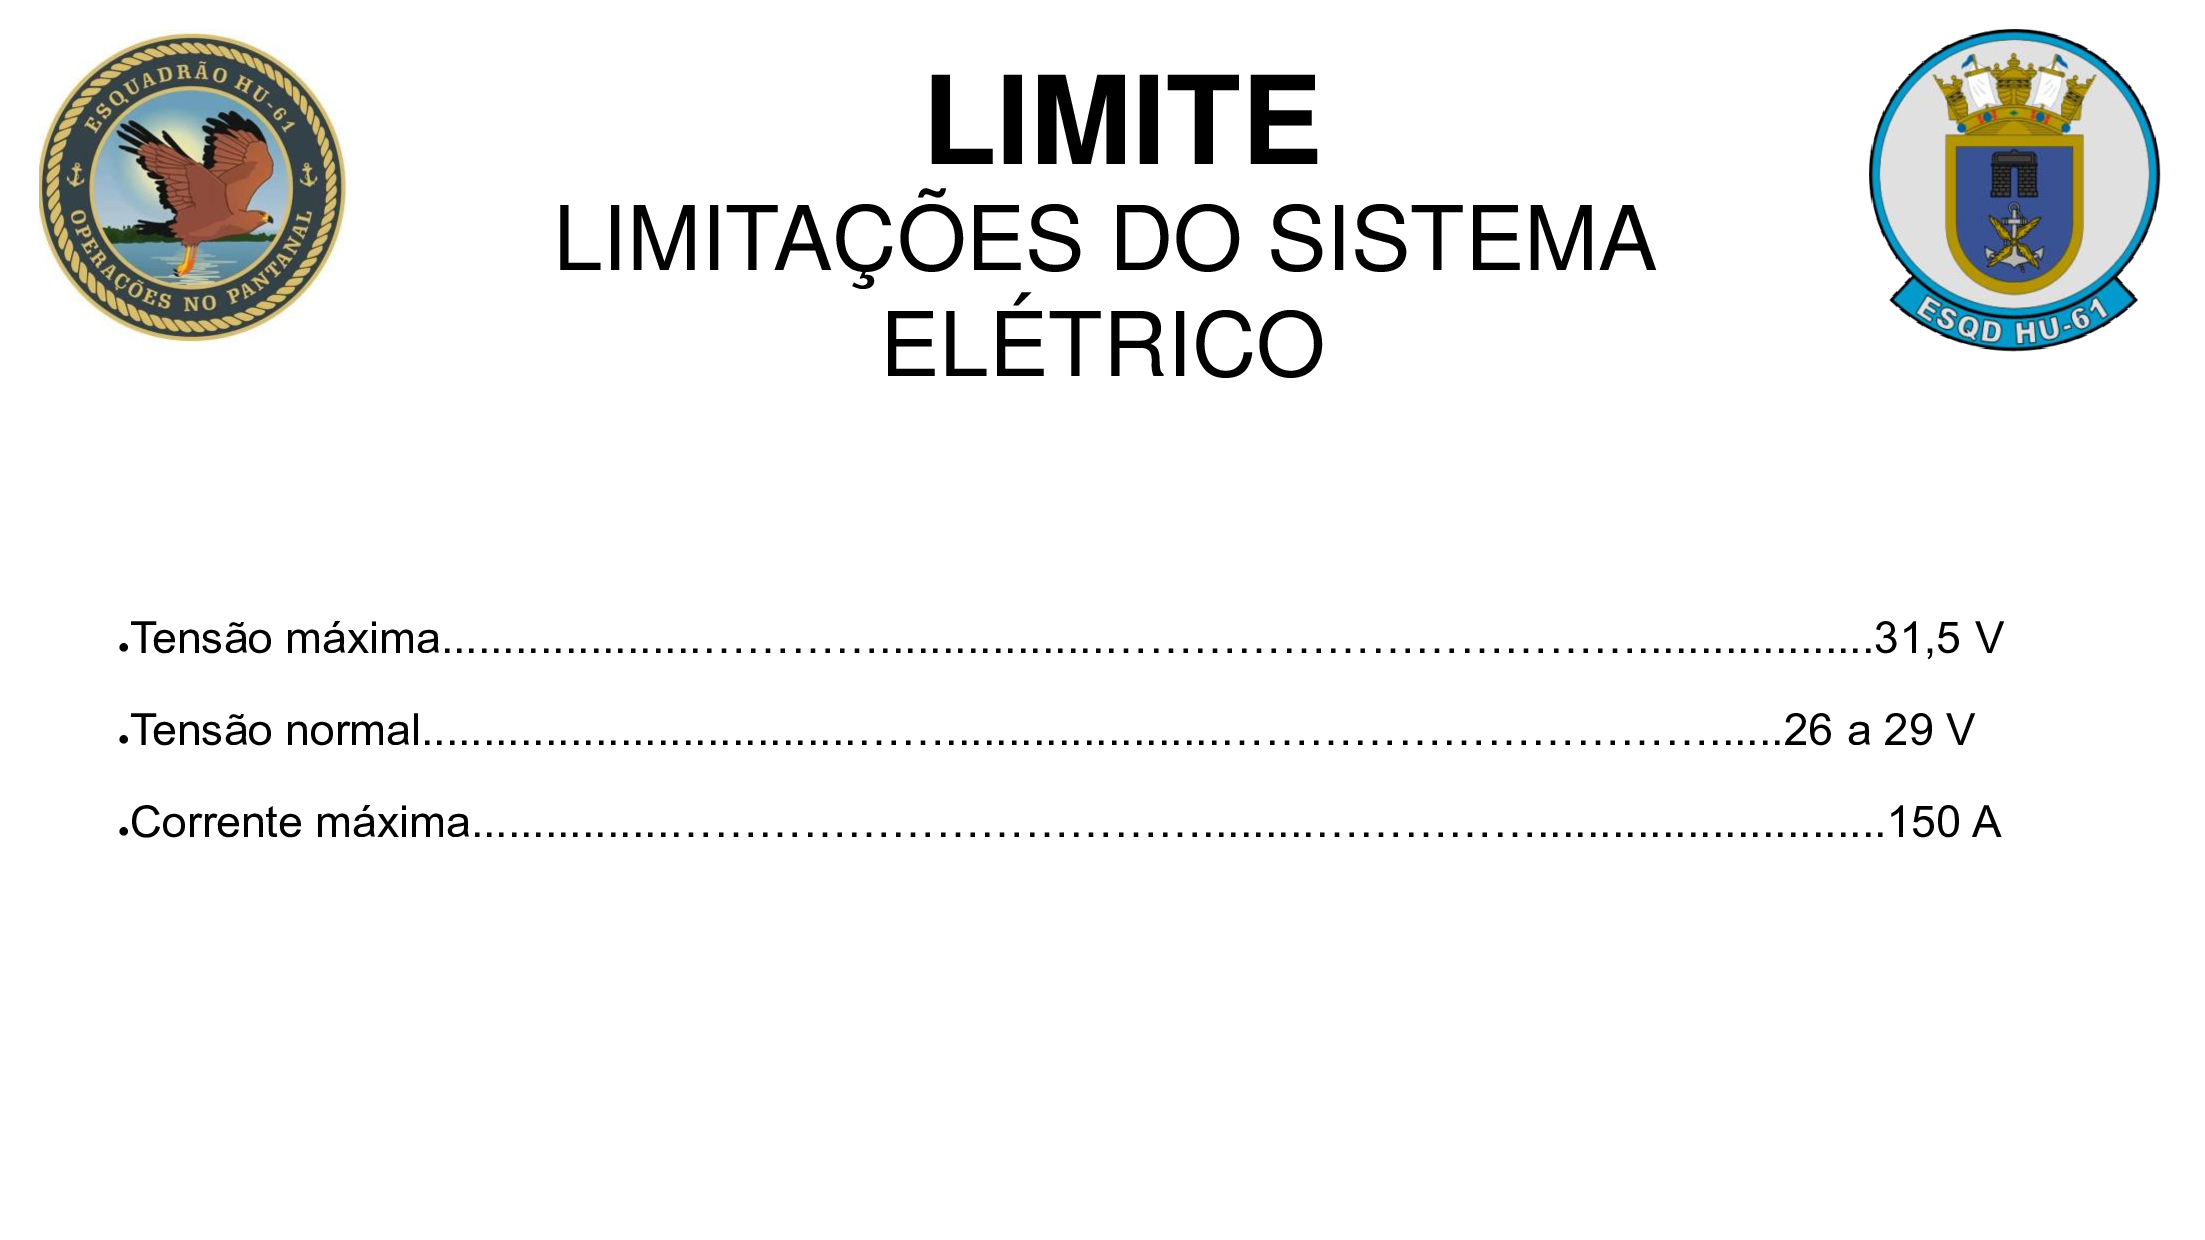 ESQUADRÃO HU-61
OPERAÇÕES NO PANTANAL
LIMITE
LIMITAÇÕES DO SISTEMA
ELÉTRICO
ESQD HU-61
●Tensão máxima.....................…………...................……………………………………....................31,5 V
●Tensão normal...................................……........................…………………………………......26 a 29 V
●Corrente máxima.................……………………………………........………………............................150 A